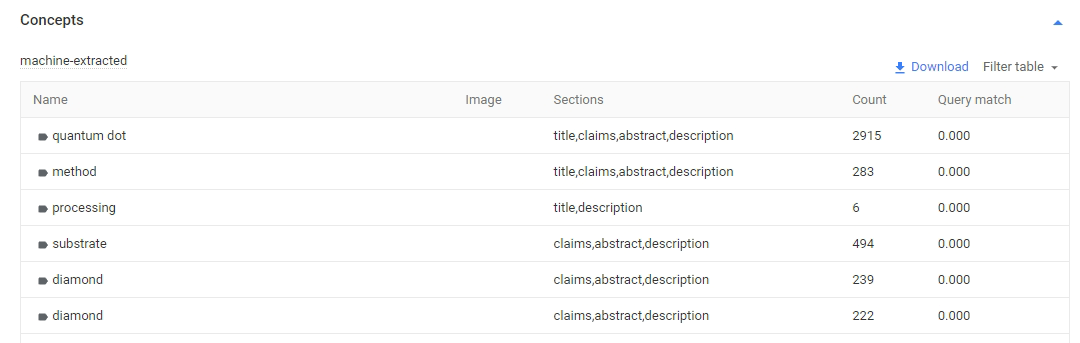 Concepts
machine-extracted
Download Filter table
Name Image Sections Count Query match
quantum dot title,claims,abstract,description 2915 0.000
method title,claims,abstract,description 283 0.000
processing title,description 6 0.000
substrate claims,abstract,description 494 0.000
diamond claims,abstract,description 239 0.000
diamond claims,abstract,description 222 0.000